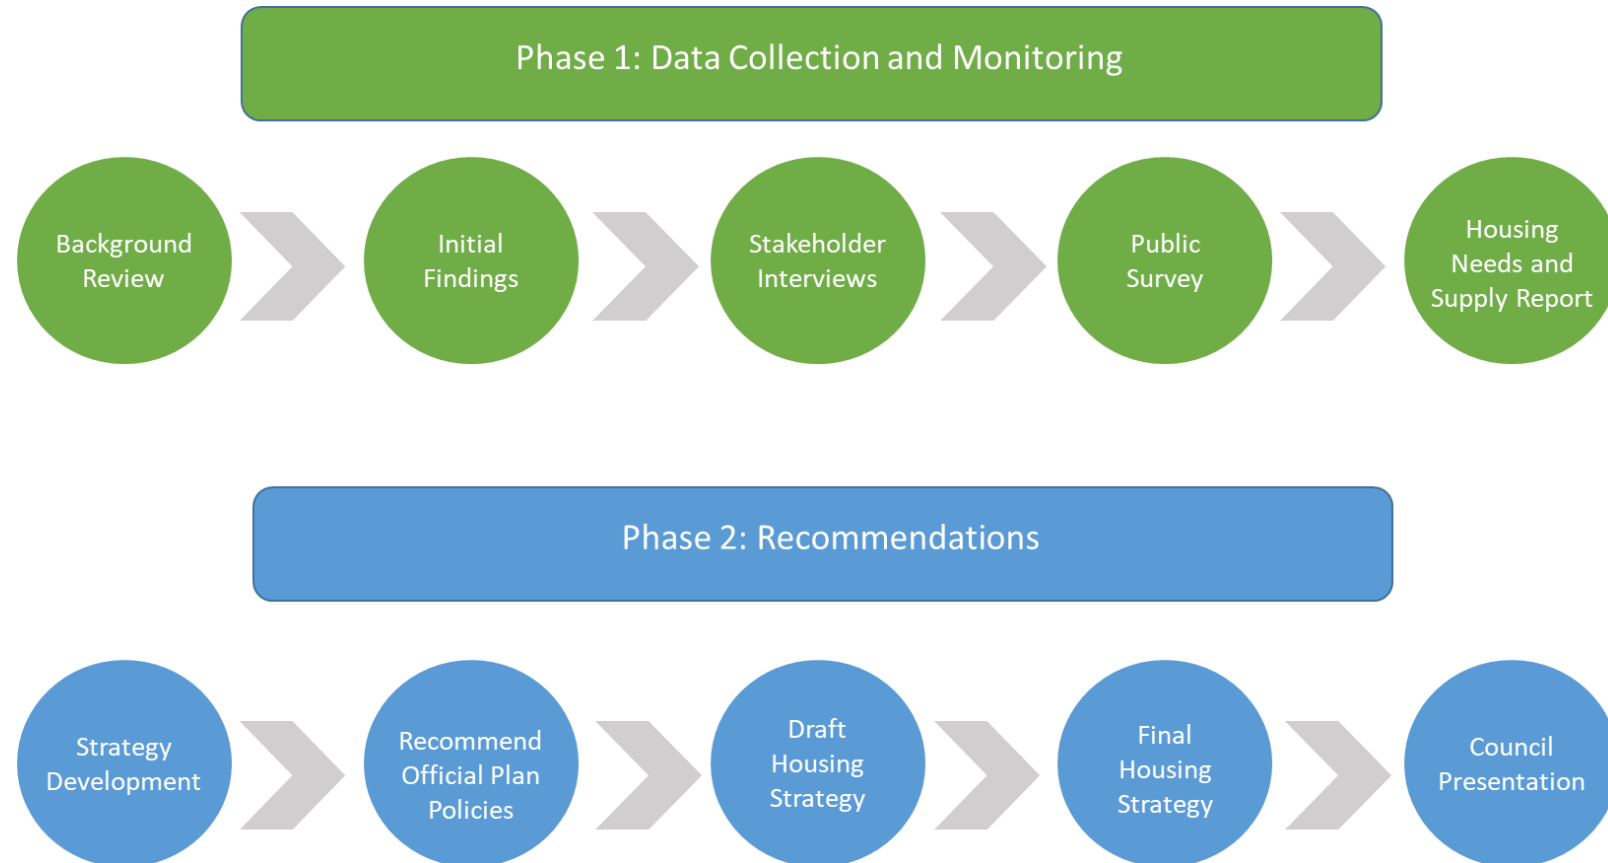 Phase 1: Data Collection and Monitoring
Background
Review
Initial
Findings
Stakeholder
Interviews
Public
Survey
Housing
Needs and
Supply Report
Phase 2: Recommendations
Strategy
Development
Recommend
Official Plan
Policies
Draft
Housing
Strategy
Final
Housing
Strategy
Council
Presentation